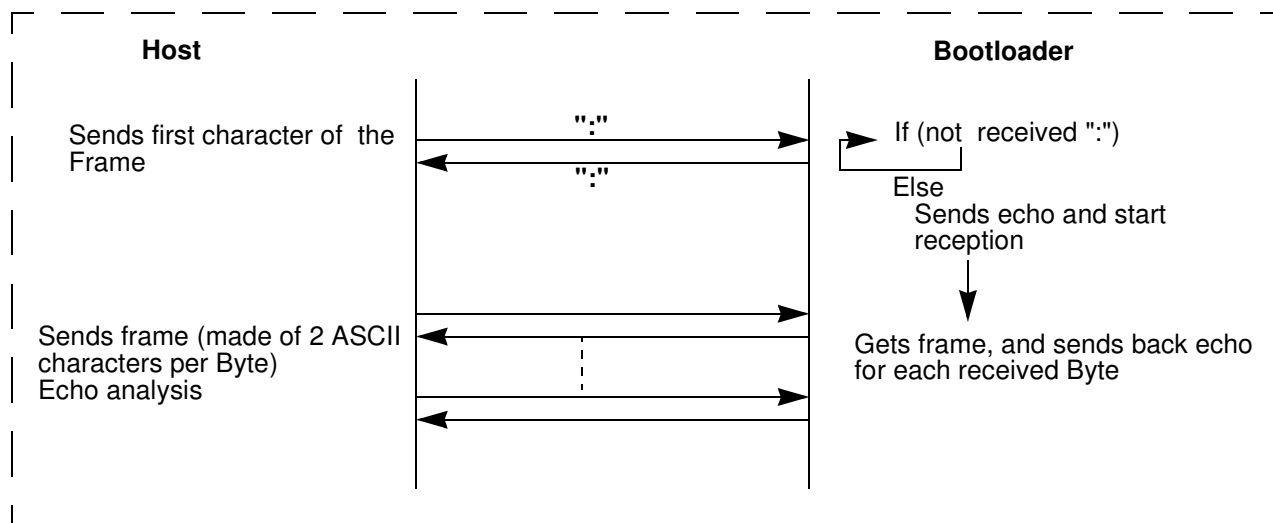 Host
Bootloader
Sends first character of the
Frame
":"
":"
If (not received ":")
Else
Sends echo and start
reception
Sends frame (made of 2 ASCII
characters per Byte)
Echo analysis
Gets frame, and sends back echo
for each received Byte